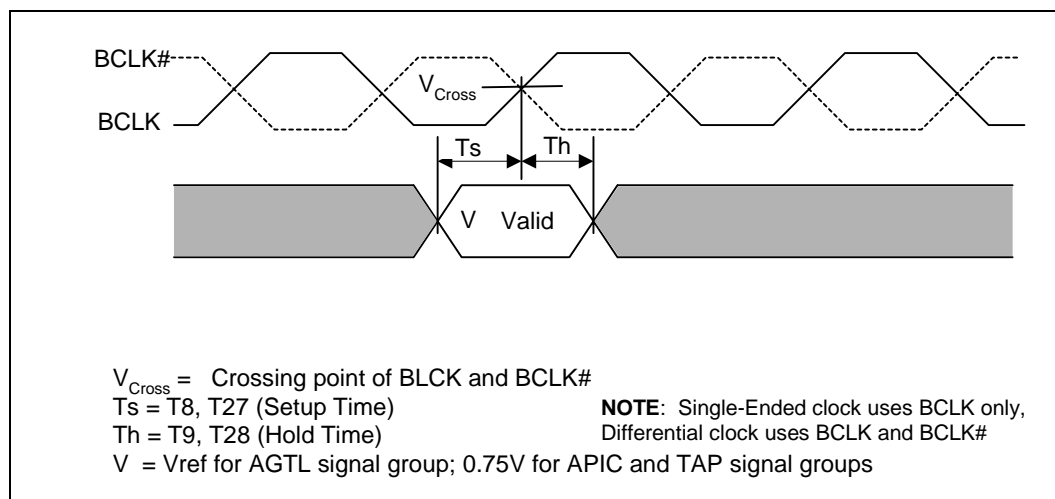 BCLK#
V_Cross
BCLK
Ts Th
V Valid
V_Cross = Crossing point of BLCK and BCLK#
Ts = T8, T27 (Setup Time)
Th = T9, T28 (Hold Time)
V = Vref for AGTL signal group; 0.75V for APIC and TAP signal groups
NOTE: Single-Ended clock uses BCLK only,
Differential clock uses BCLK and BCLK#